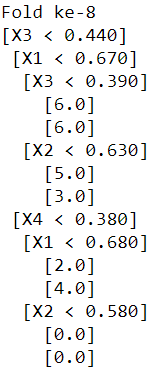 Fold ke-8
[X3 < 0.440]
 [X1 < 0.670]
  [X3 < 0.390]
    [6.0]
    [6.0]
  [X2 < 0.630]
    [5.0]
    [3.0]
 [X4 < 0.380]
  [X1 < 0.680]
    [2.0]
    [4.0]
  [X2 < 0.580]
    [0.0]
    [0.0]